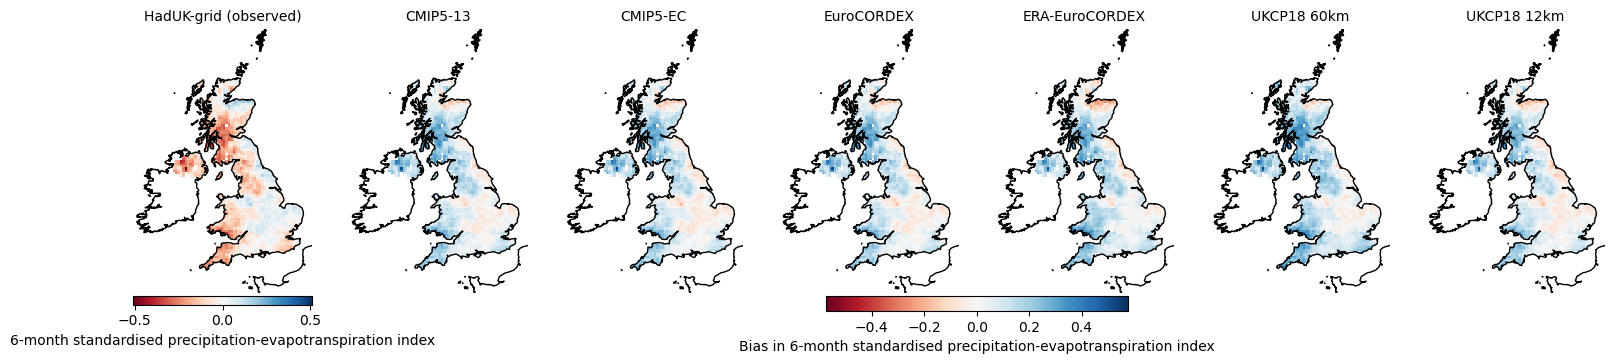 HadUK-grid (observed)
CMIP5-13
CMIP5-EC
EuroCORDEX
ERA-EuroCORDEX
UKCP18 60km
UKCP18 12km
−0.5 0.0 0.5
6-month standardised precipitation-evapotranspiration index
−0.4 −0.2 0.0 0.2 0.4
Bias in 6-month standardised precipitation-evapotranspiration index